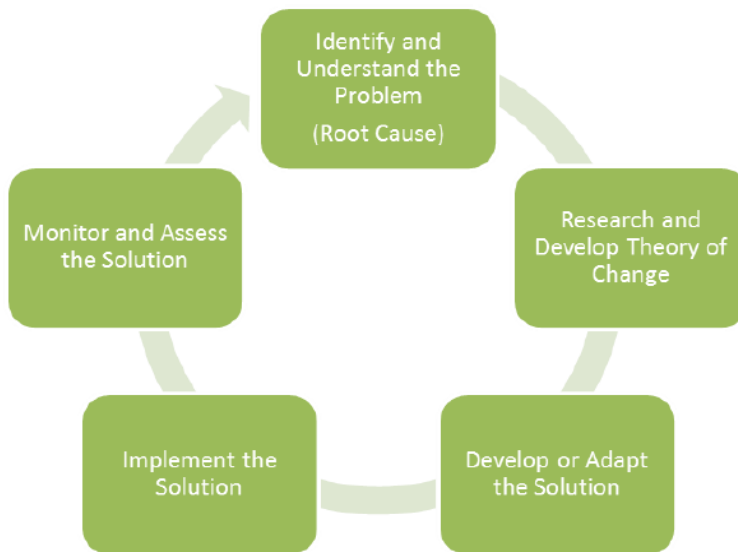 Identify and
Understand the
Problem
(Root Cause)
Research and
Develop Theory of
Change
Develop or Adapt
the Solution
Implement the
Solution
Monitor and Assess
the Solution